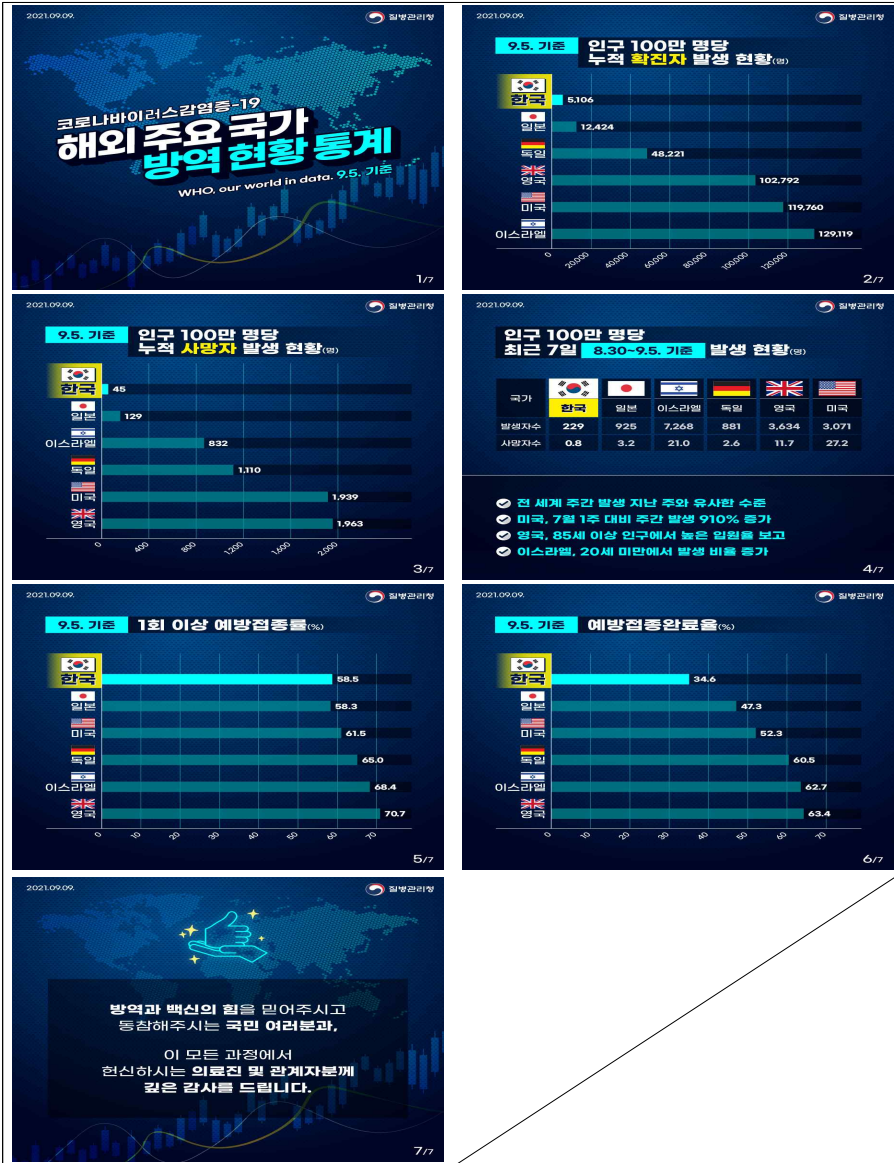 2021.09.09.
질병관리청
코로나바이러스감염증-19
해외 주요 국가
방역 현황 통계
WHO, our world in data. 9.5. 기준
1/7
2021.09.09.
질병관리청
9.5. 기준 인구 100만 명당
누적 확진자 발생 현황(명)
한국 5,106
일본 12,424
독일 48,221
영국 102,792
미국 119,760
이스라엘 129,119
0 20,000 40,000 60,000 80,000 100,000 120,000
2/7
2021.09.09.
질병관리청
9.5. 기준 인구 100만 명당
누적 사망자 발생 현황(명)
한국 45
일본 129
이스라엘 832
독일 1,110
미국 1,939
영국 1,963
0 400 800 1,200 1,600 2,000
3/7
2021.09.09.
질병관리청
인구 100만 명당
최근 7일 8.30~9.5. 기준 발생 현황(명)
국가 한국 일본 이스라엘 독일 영국 미국
발생자수 229 925 7,268 881 3,634 3,071
사망자수 0.8 3.2 21.0 2.6 11.7 27.2
전 세계 주간 발생 지난 주와 유사한 수준
미국, 7월 1주 대비 주간 발생 910% 증가
영국, 85세 이상 인구에서 높은 입원율 보고
이스라엘, 20세 미만에서 발생 비율 증가
4/7
2021.09.09.
질병관리청
9.5. 기준 1회 이상 예방접종률(%)
한국 58.5
일본 58.3
미국 61.5
독일 65.0
이스라엘 68.4
영국 70.7
0 10 20 30 40 50 60 70
5/7
2021.09.09.
질병관리청
9.5. 기준 예방접종완료율(%)
한국 34.6
일본 47.3
미국 52.3
독일 60.5
이스라엘 62.7
영국 63.4
0 10 20 30 40 50 60 70
6/7
2021.09.09.
질병관리청
방역과 백신의 힘을 믿어주시고
동참해주시는 국민 여러분과,
이 모든 과정에서
헌신하시는 의료진 및 관계자분께
깊은 감사를 드립니다.
7/7